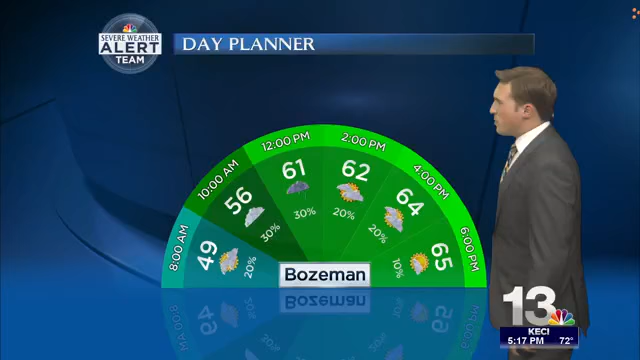 SEVERE WEATHER
ALERT
TEAM
DAY PLANNER
8:00 AM
10:00 AM
12:00 PM
2:00 PM
4:00 PM
6:00 PM
49
56
61
62
64
65
20%
30%
30%
20%
20%
10%
Bozeman
13
KECI
5:17 PM 72°